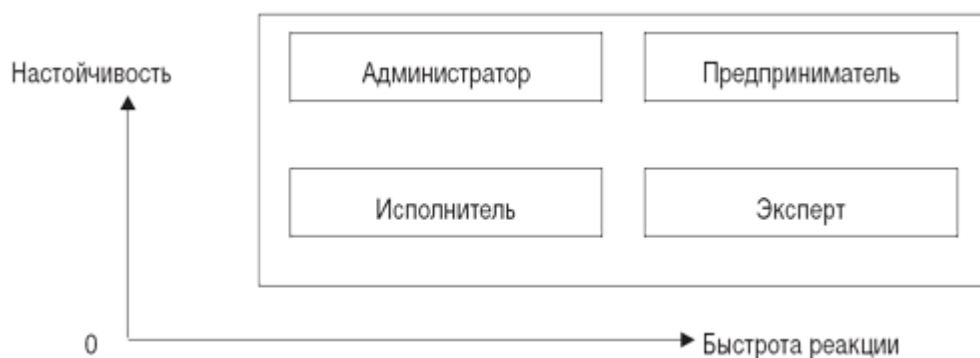 Настойчивость
Администратор
Предприниматель
Исполнитель
Эксперт
0
Быстрота реакции